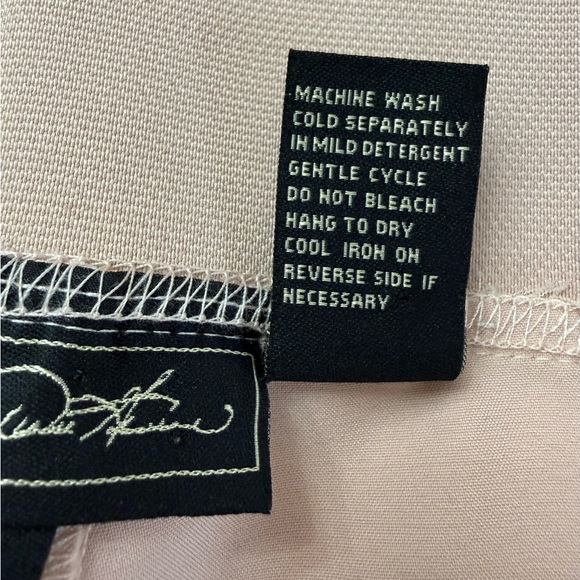 MACHINE WASH
COLD SEPARATELY
IN MILD DETERGENT
GENTLE CYCLE
DO NOT BLEACH
HANG TO DRY
COOL IRON ON
REVERSE SIDE IF
NECESSARY